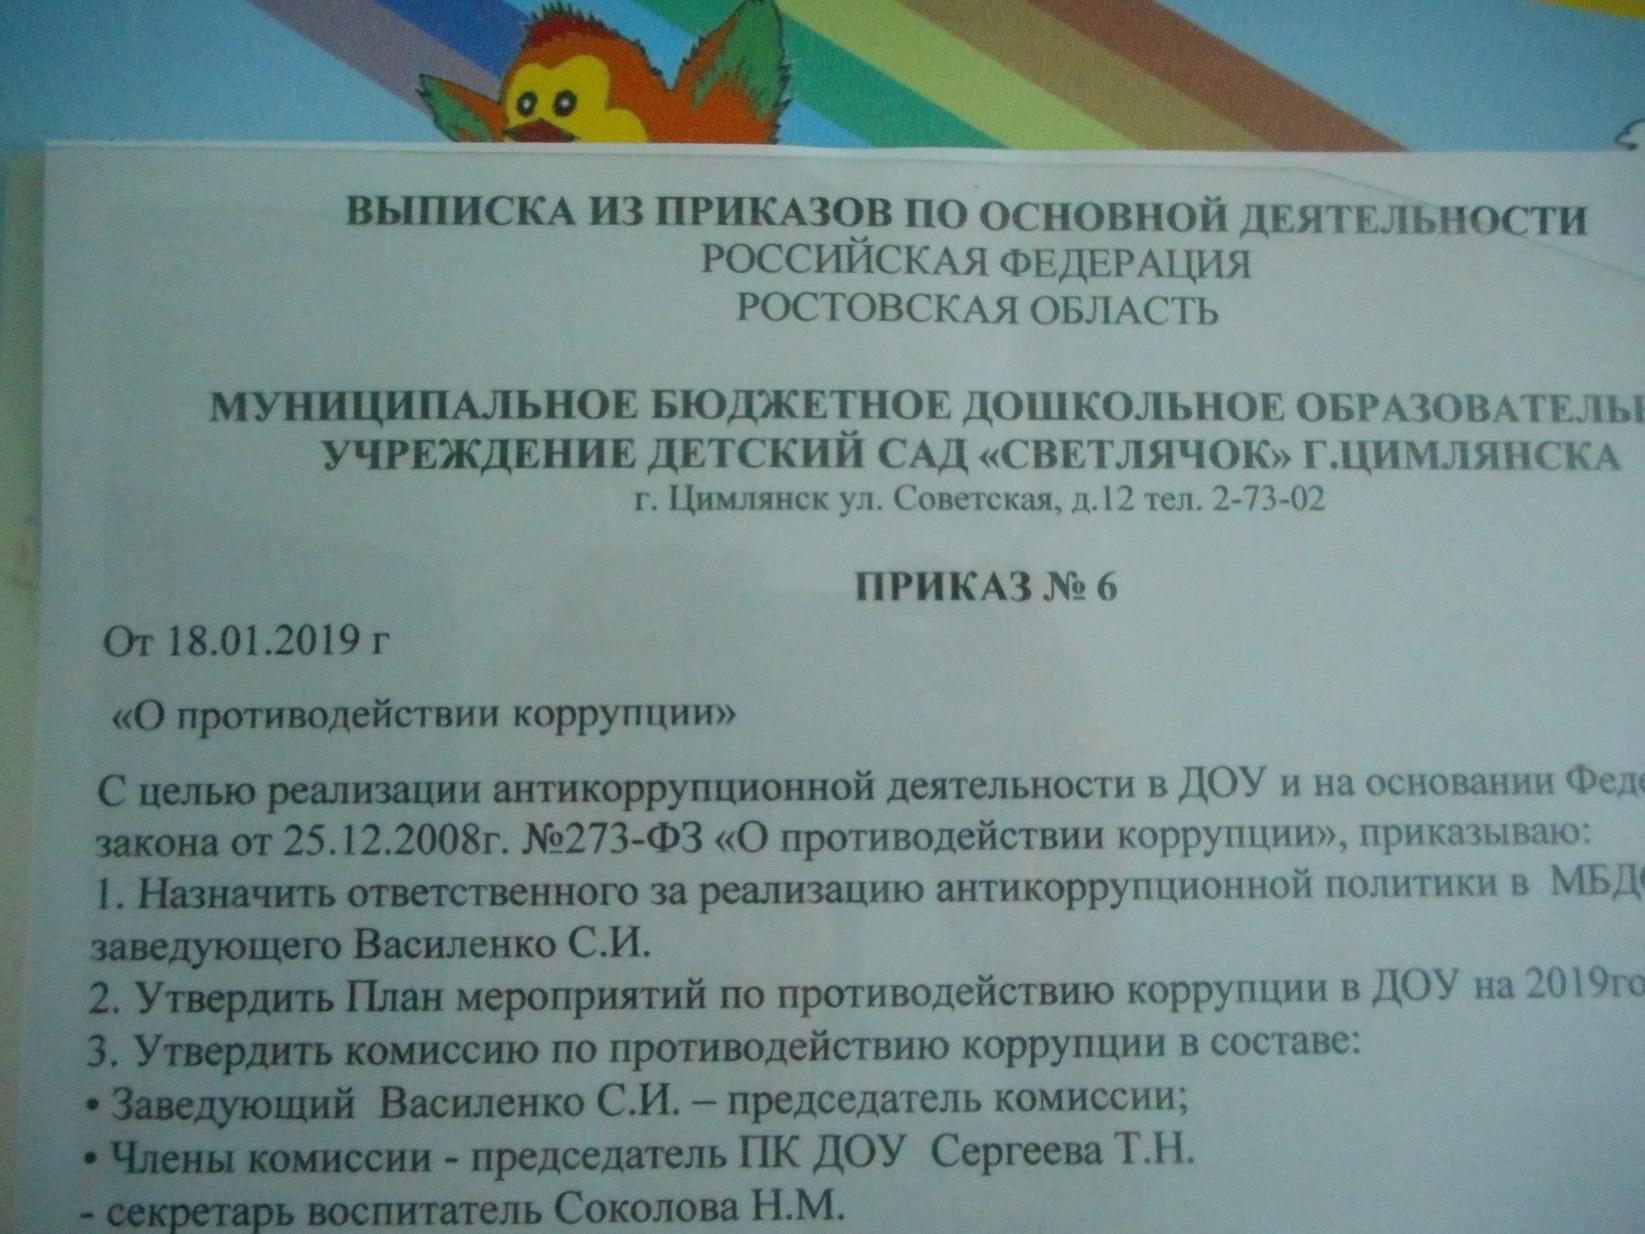 ВЫПИСКА ИЗ ПРИКАЗОВ ПО ОСНОВНОЙ ДЕЯТЕЛЬНОСТИ
РОССИЙСКАЯ ФЕДЕРАЦИЯ
РОСТОВСКАЯ ОБЛАСТЬ
МУНИЦИПАЛЬНОЕ БЮДЖЕТНОЕ ДОШКОЛЬНОЕ ОБРАЗОВАТЕЛЬ
УЧРЕЖДЕНИЕ ДЕТСКИЙ САД «СВЕТЛЯЧОК» Г.ЦИМЛЯНСКА
г. Цимлянск ул. Советская, д.12 тел. 2-73-02
ПРИКАЗ № 6
От 18.01.2019 г
«О противодействии коррупции»
С целью реализации антикоррупционной деятельности в ДОУ и на основании Фед
закона от 25.12.2008г. №273-ФЗ «О противодействии коррупции», приказываю:
1. Назначить ответственного за реализацию антикоррупционной политики в МБД
заведующего Василенко С.И.
2. Утвердить План мероприятий по противодействию коррупции в ДОУ на 2019го
3. Утвердить комиссию по противодействию коррупции в составе:
• Заведующий Василенко С.И. – председатель комиссии;
• Члены комиссии - председатель ПК ДОУ Сергеева Т.Н.
- секретарь воспитатель Соколова Н.М.